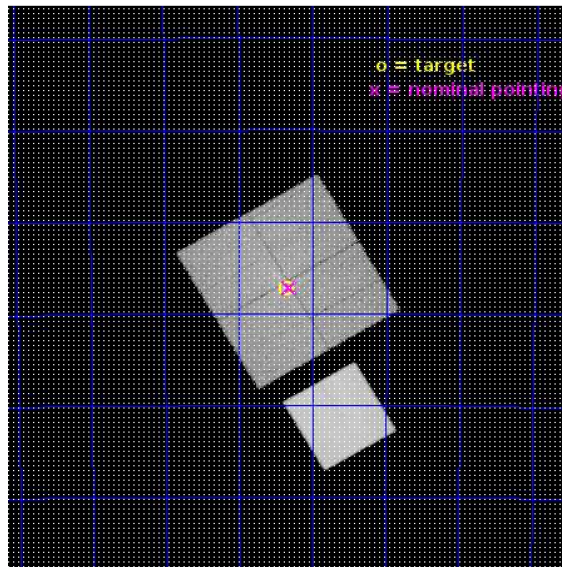 o = target
x = nominal pointing